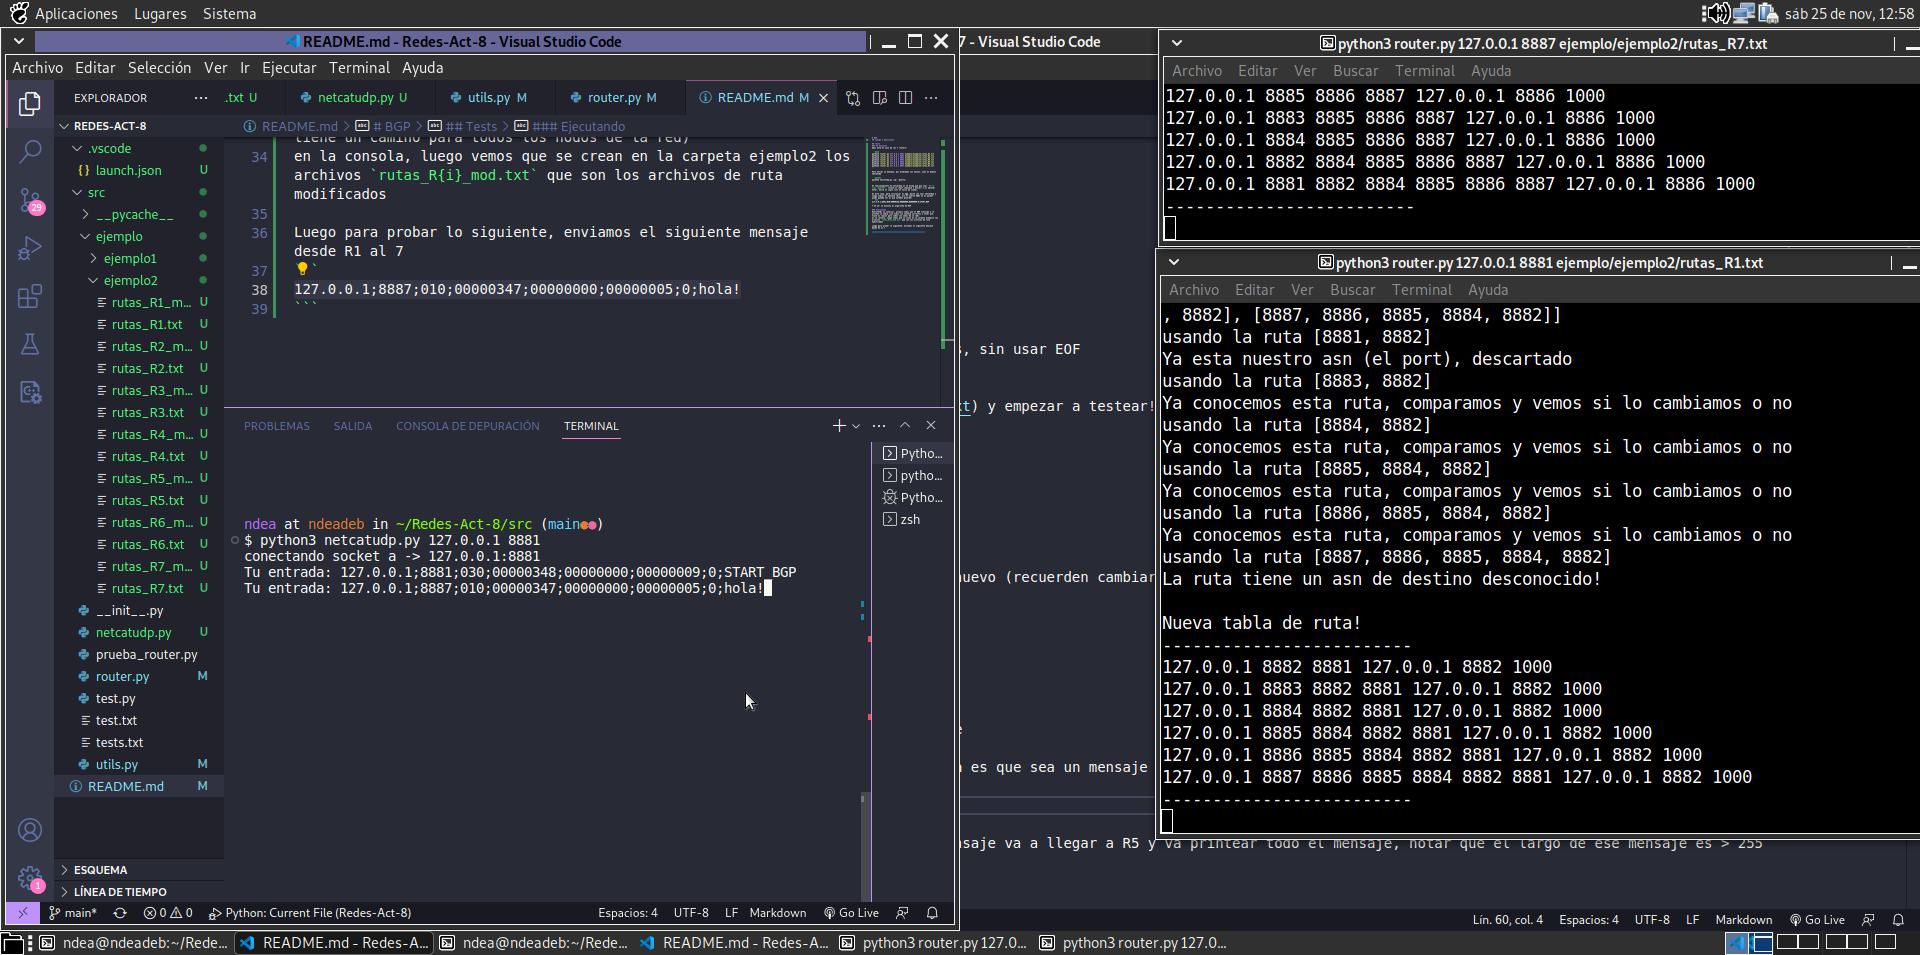 Aplicaciones Lugares Sistema
sáb 25 de nov, 12:58
README.md - Redes-Act-8 - Visual Studio Code
Archivo Editar Selección Ver Ir Ejecutar Terminal Ayuda
EXPLORADOR
.txt U
netcatudp.py U
utils.py M
router.py M
README.md M
REDES-ACT-8
.vscode
launch.json U
src
__pycache__
ejemplo
ejemplo1
ejemplo2
rutas_R1_m... U
rutas_R1.txt U
rutas_R2_m... U
rutas_R2.txt U
rutas_R3_m... U
rutas_R3.txt U
rutas_R4_m... U
rutas_R4.txt U
rutas_R5_m... U
rutas_R5.txt U
rutas_R6_m... U
rutas_R6.txt U
rutas_R7_m... U
rutas_R7.txt U
__init__.py
netcatudp.py U
prueba_router.py
router.py M
test.py
test.txt
tests.txt
utils.py M
README.md M
ESQUEMA
LÍNEA DE TIEMPO
29
1
README.md > # BGP > ## Tests > ### Ejecutando
tiene un camino para todos los nodos de la red)
34 en la consola, luego vemos que se crean en la carpeta ejemplo2 los
archivos `rutas_R{i}_mod.txt` que son los archivos de ruta
modificados
35
36 Luego para probar lo siguiente, enviamos el siguiente mensaje
desde R1 al 7
37 `
38 127.0.0.1;8887;010;00000347;00000000;00000005;0;hola!
39 ```
PROBLEMAS SALIDA CONSOLA DE DEPURACIÓN TERMINAL
Pytho...
pytho...
Pytho...
zsh
ndea at ndeadeb in ~/Redes-Act-8/src (main●●)
$ python3 netcatudp.py 127.0.0.1 8881
conectando socket a -> 127.0.0.1:8881
Tu entrada: 127.0.0.1;8881;030;00000348;00000000;00000009;0;START_BGP
Tu entrada: 127.0.0.1;8887;010;00000347;00000000;00000005;0;hola!
main* 0 0 Python: Current File (Redes-Act-8)
Espacios: 4 UTF-8 LF Markdown Go Live
7 - Visual Studio Code
, sin usar EOF
xt) y empezar a testear!
uevo (recuerden cambiar
es que sea un mensaje
nsaje va a llegar a R5 y va printear todo el mensaje, notar que el largo de ese mensaje es > 255
Lín. 60, col. 4 Espacios: 4 UTF-8 LF Markdown Go Live
python3 router.py 127.0.0.1 8887 ejemplo/ejemplo2/rutas_R7.txt
Archivo Editar Ver Buscar Terminal Ayuda
127.0.0.1 8885 8886 8887 127.0.0.1 8886 1000
127.0.0.1 8883 8885 8886 8887 127.0.0.1 8886 1000
127.0.0.1 8884 8885 8886 8887 127.0.0.1 8886 1000
127.0.0.1 8882 8884 8885 8886 8887 127.0.0.1 8886 1000
127.0.0.1 8881 8882 8884 8885 8886 8887 127.0.0.1 8886 1000
-------------------------
python3 router.py 127.0.0.1 8881 ejemplo/ejemplo2/rutas_R1.txt
Archivo Editar Ver Buscar Terminal Ayuda
, 8882], [8887, 8886, 8885, 8884, 8882]]
usando la ruta [8881, 8882]
Ya esta nuestro asn (el port), descartado
usando la ruta [8883, 8882]
Ya conocemos esta ruta, comparamos y vemos si lo cambiamos o no
usando la ruta [8884, 8882]
Ya conocemos esta ruta, comparamos y vemos si lo cambiamos o no
usando la ruta [8885, 8884, 8882]
Ya conocemos esta ruta, comparamos y vemos si lo cambiamos o no
usando la ruta [8886, 8885, 8884, 8882]
Ya conocemos esta ruta, comparamos y vemos si lo cambiamos o no
usando la ruta [8887, 8886, 8885, 8884, 8882]
La ruta tiene un asn de destino desconocido!
Nueva tabla de ruta!
-------------------------
127.0.0.1 8882 8881 127.0.0.1 8882 1000
127.0.0.1 8883 8882 8881 127.0.0.1 8882 1000
127.0.0.1 8884 8882 8881 127.0.0.1 8882 1000
127.0.0.1 8885 8884 8882 8881 127.0.0.1 8882 1000
127.0.0.1 8886 8885 8884 8882 8881 127.0.0.1 8882 1000
127.0.0.1 8887 8886 8885 8884 8882 8881 127.0.0.1 8882 1000
-------------------------
ndea@ndeadeb:~/Rede... README.md - Redes-A... ndea@ndeadeb:~/Rede... README.md - Redes-A... python3 router.py 127.0... python3 router.py 127.0...